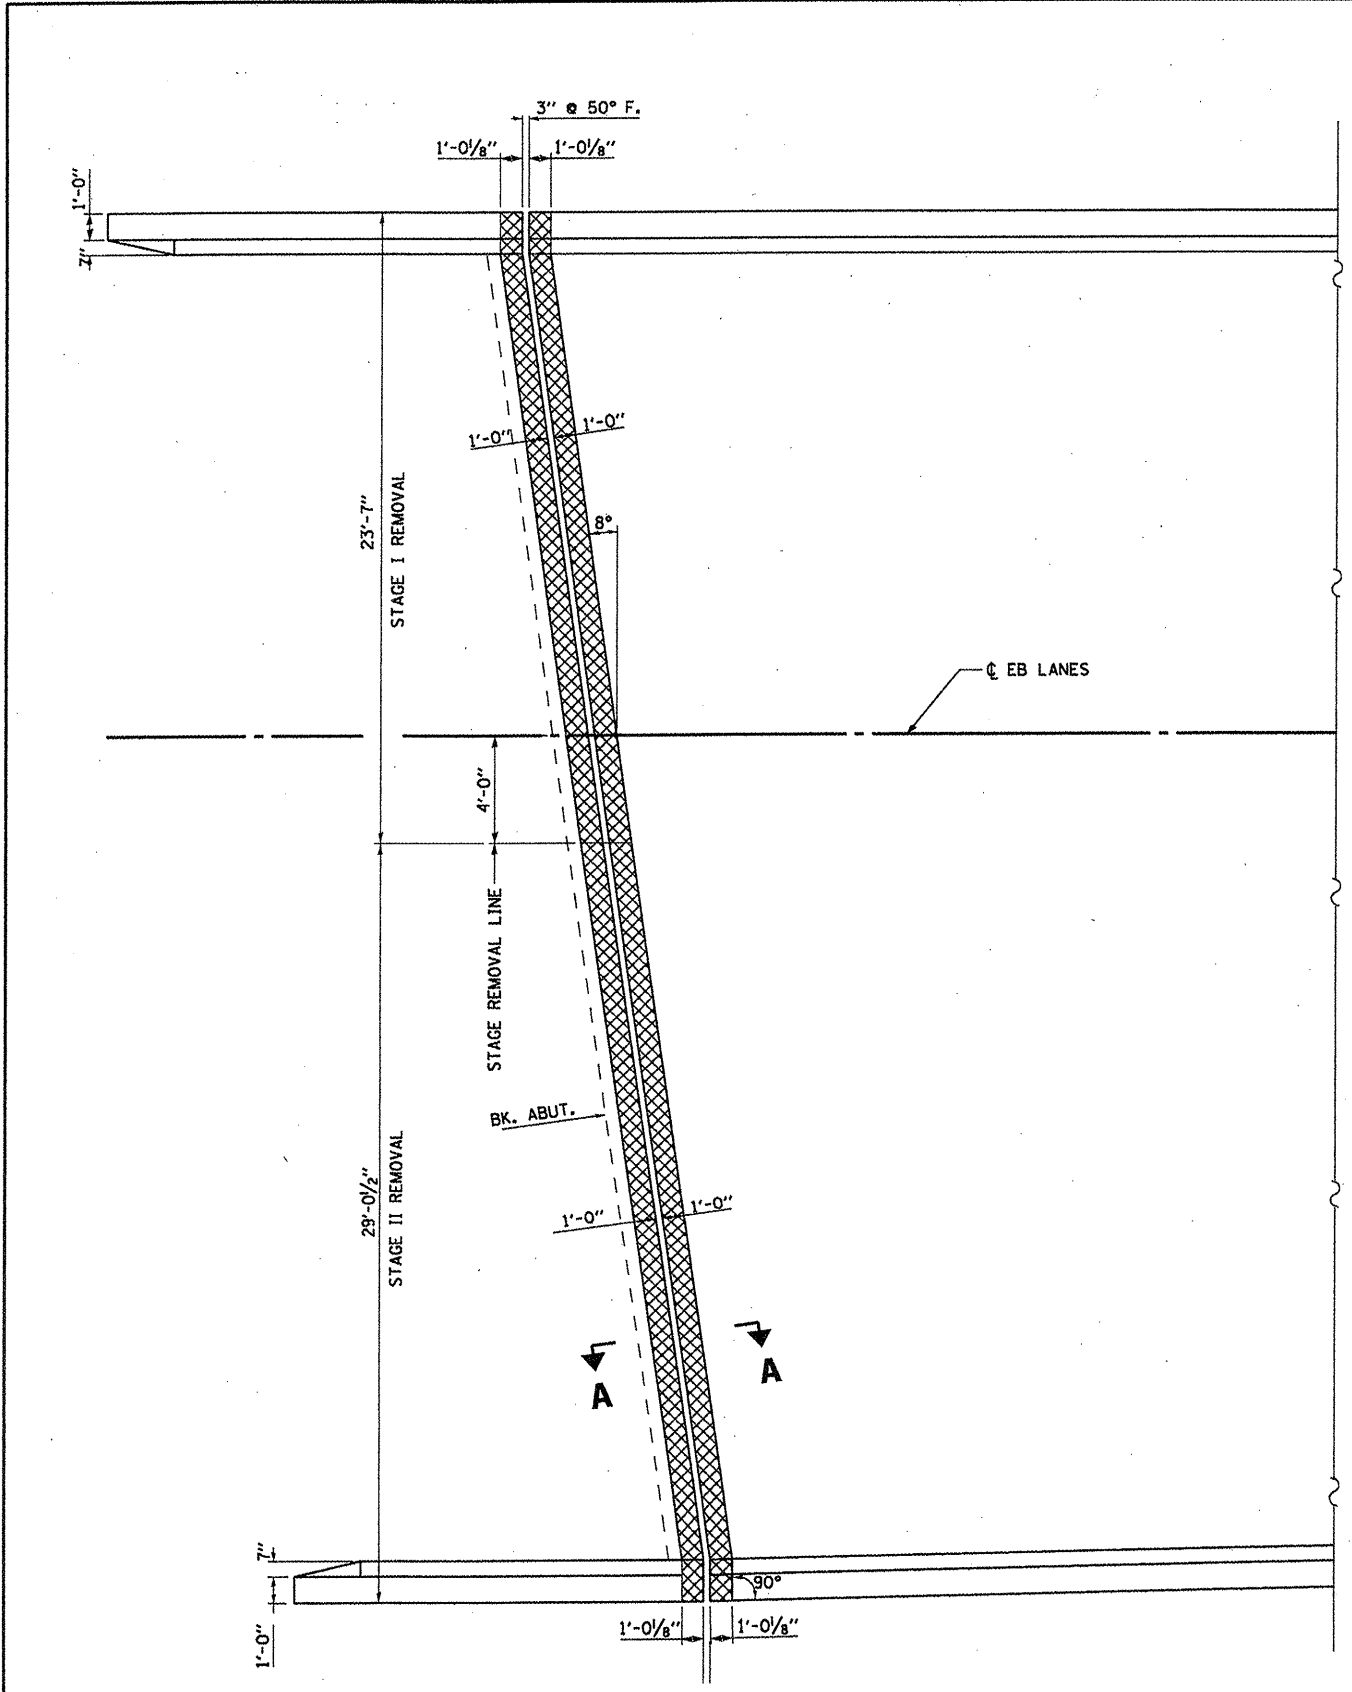 3" @ 50° F.
1'-0⅛" 1'-0⅛"
1'-0"
7"
1'-0" 1'-0"
23'-7"
STAGE I REMOVAL
8°
℄ EB LANES
4'-0"
STAGE REMOVAL LINE
BK. ABUT.
29'-0½"
STAGE II REMOVAL
1'-0" 1'-0"
A A
7"
90°
1'-0"
1'-0⅛" 1'-0⅛"